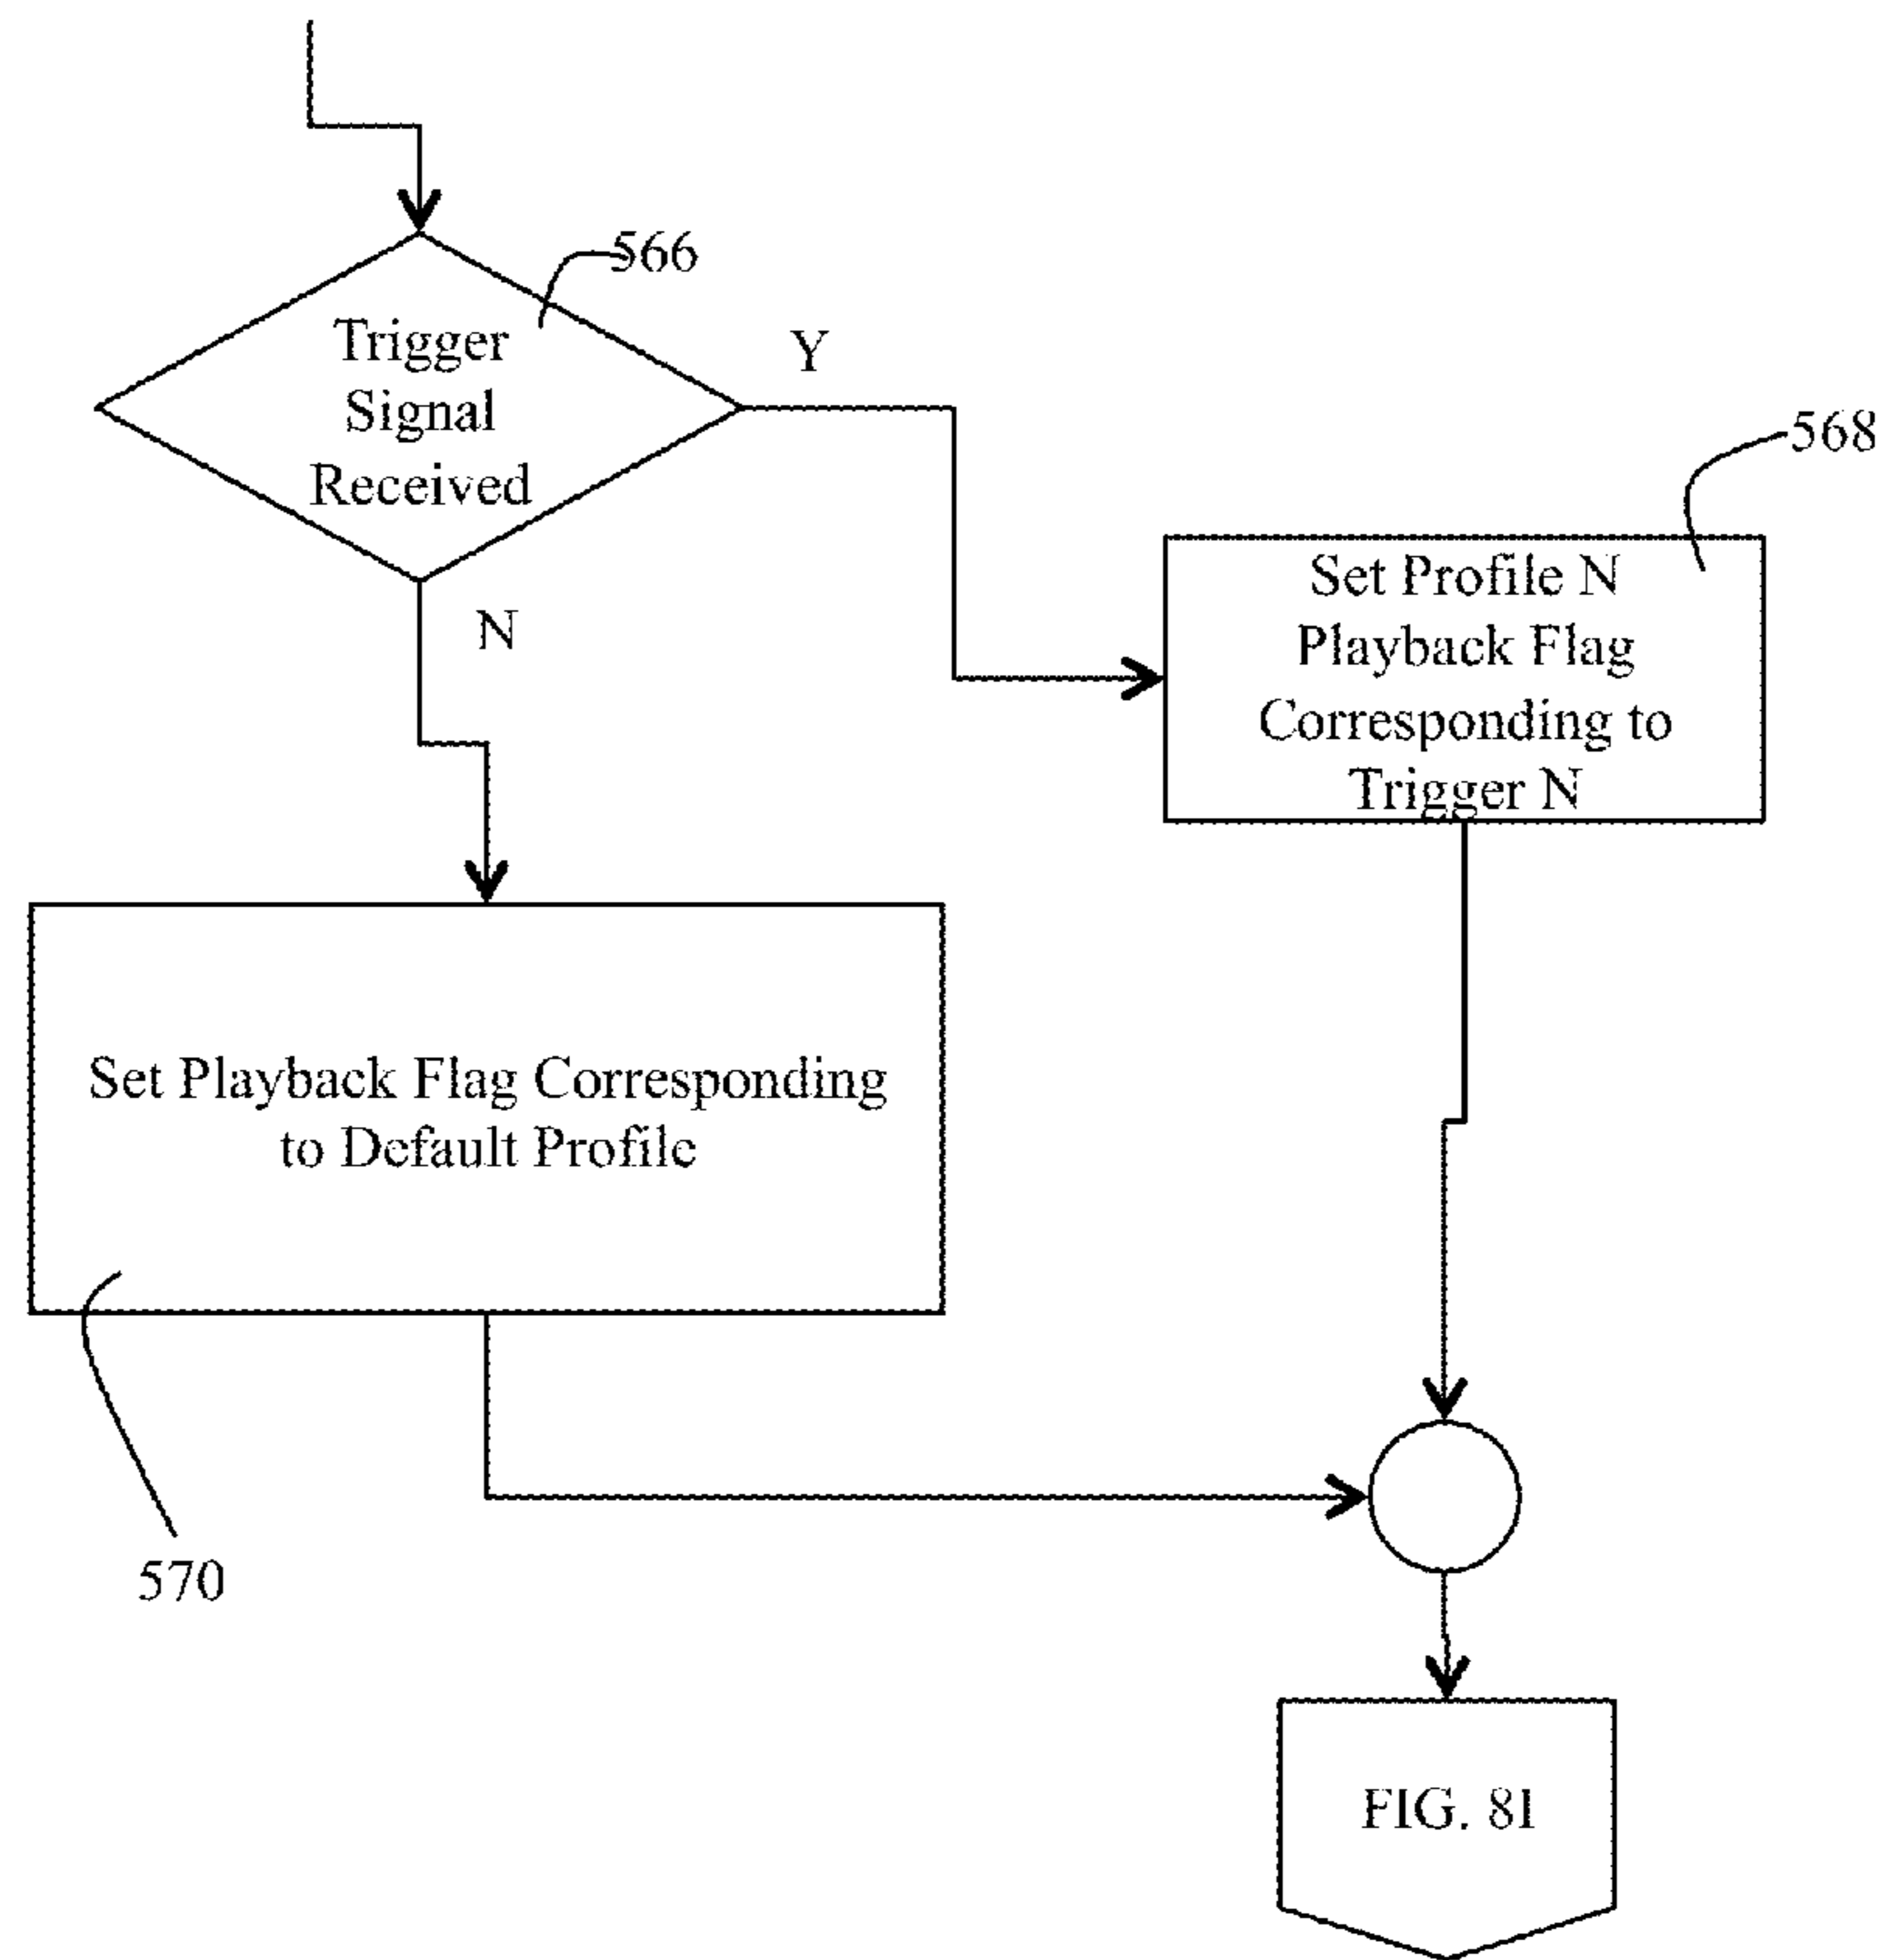 566
Trigger
Signal
Received
Y
N
568
Set Profile N
Playback Flag
Corresponding to
Trigger N
Set Playback Flag Corresponding
to Default Profile
570
FIG. 8I